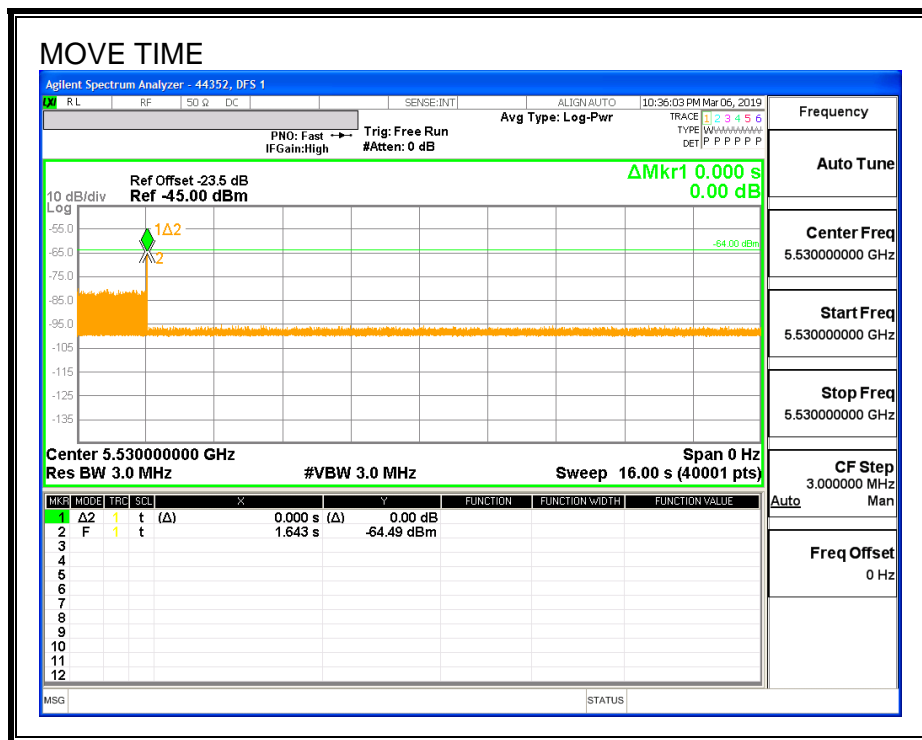 MOVE TIME
Agilent Spectrum Analyzer - 44352, DFS 1
LXI RL RF 50 Ω DC SENSE:INT ALIGN AUTO 10:36:03 PM Mar 06, 2019
Frequency
Avg Type: Log-Pwr TRACE 1 2 3 4 5 6
PNO: Fast Trig: Free Run TYPE WWWWWW
IFGain:High #Atten: 0 dB DET P P P P P P
Auto Tune
ΔMkr1 0.000 s
0.00 dB
Ref Offset -23.5 dB
10 dB/div Ref -45.00 dBm
Log
-55.0
1Δ2
-64.00 dBm
-65.0
2
-75.0
-85.0
-95.0
-105
-115
-125
-135
Center Freq
5.530000000 GHz
Start Freq
5.530000000 GHz
Stop Freq
5.530000000 GHz
Center 5.530000000 GHz Span 0 Hz
Res BW 3.0 MHz #VBW 3.0 MHz Sweep 16.00 s (40001 pts)
CF Step
3.000000 MHz
Auto Man
MKR MODE TRC SCL X Y FUNCTION FUNCTION WIDTH FUNCTION VALUE
1 Δ2 1 t (Δ) 0.000 s (Δ) 0.00 dB
2 F 1 t 1.643 s -64.49 dBm
3
4
5
6
7
8
9
10
11
12
Freq Offset
0 Hz
MSG STATUS